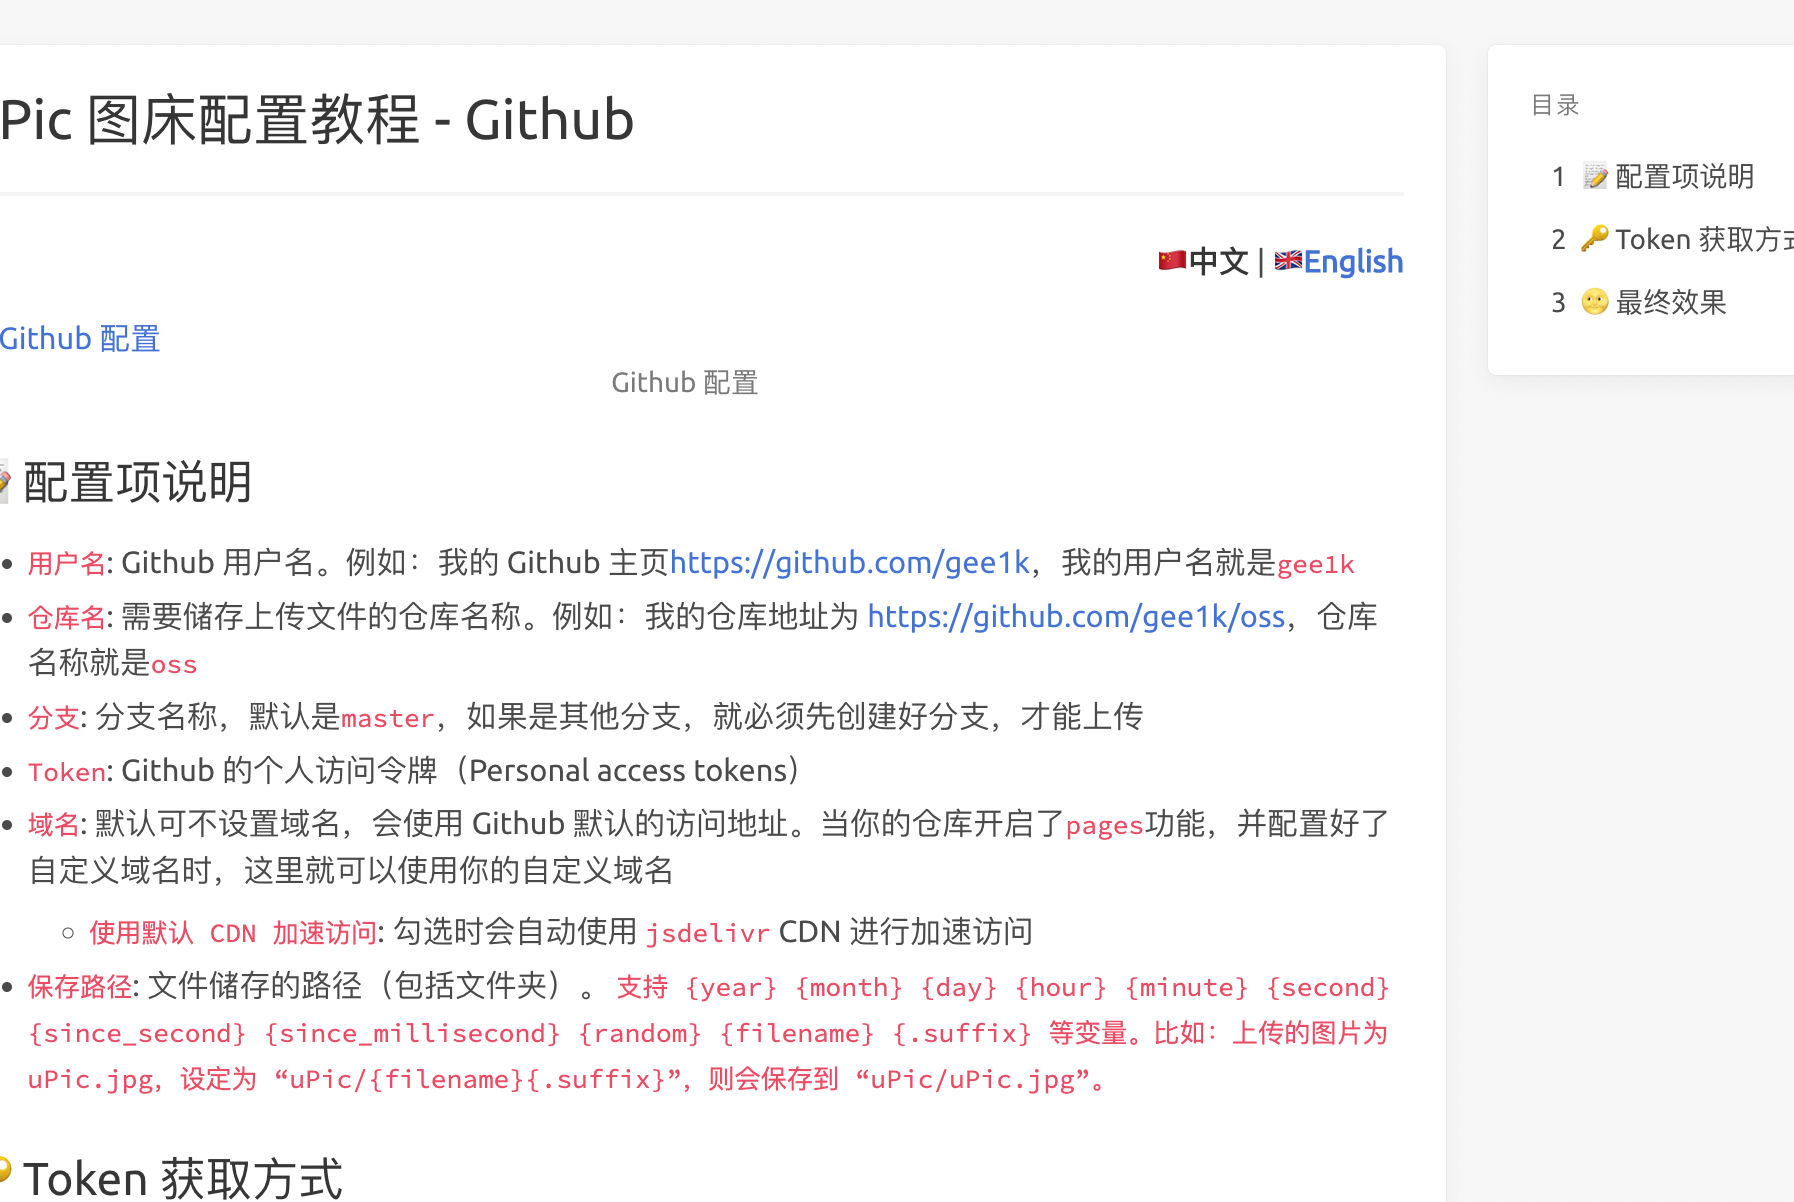 Pic 图床配置教程 - Github
目录
1 📝 配置项说明
2 🔑 Token 获取方式
3 🌝 最终效果
🇨🇳中文 | 🇬🇧English
Github 配置
Github 配置
📝 配置项说明
• 用户名: Github 用户名。例如：我的 Github 主页https://github.com/gee1k，我的用户名就是gee1k
• 仓库名: 需要储存上传文件的仓库名称。例如：我的仓库地址为 https://github.com/gee1k/oss，仓库
名称就是oss
• 分支: 分支名称，默认是master，如果是其他分支，就必须先创建好分支，才能上传
• Token: Github 的个人访问令牌（Personal access tokens）
• 域名: 默认可不设置域名，会使用 Github 默认的访问地址。当你的仓库开启了pages功能，并配置好了
自定义域名时，这里就可以使用你的自定义域名
◦ 使用默认 CDN 加速访问: 勾选时会自动使用 jsdelivr CDN 进行加速访问
• 保存路径: 文件储存的路径（包括文件夹）。 支持 {year} {month} {day} {hour} {minute} {second}
{since_second} {since_millisecond} {random} {filename} {.suffix} 等变量。比如：上传的图片为
uPic.jpg，设定为 “uPic/{filename}{.suffix}”，则会保存到 “uPic/uPic.jpg”。
🔑 Token 获取方式